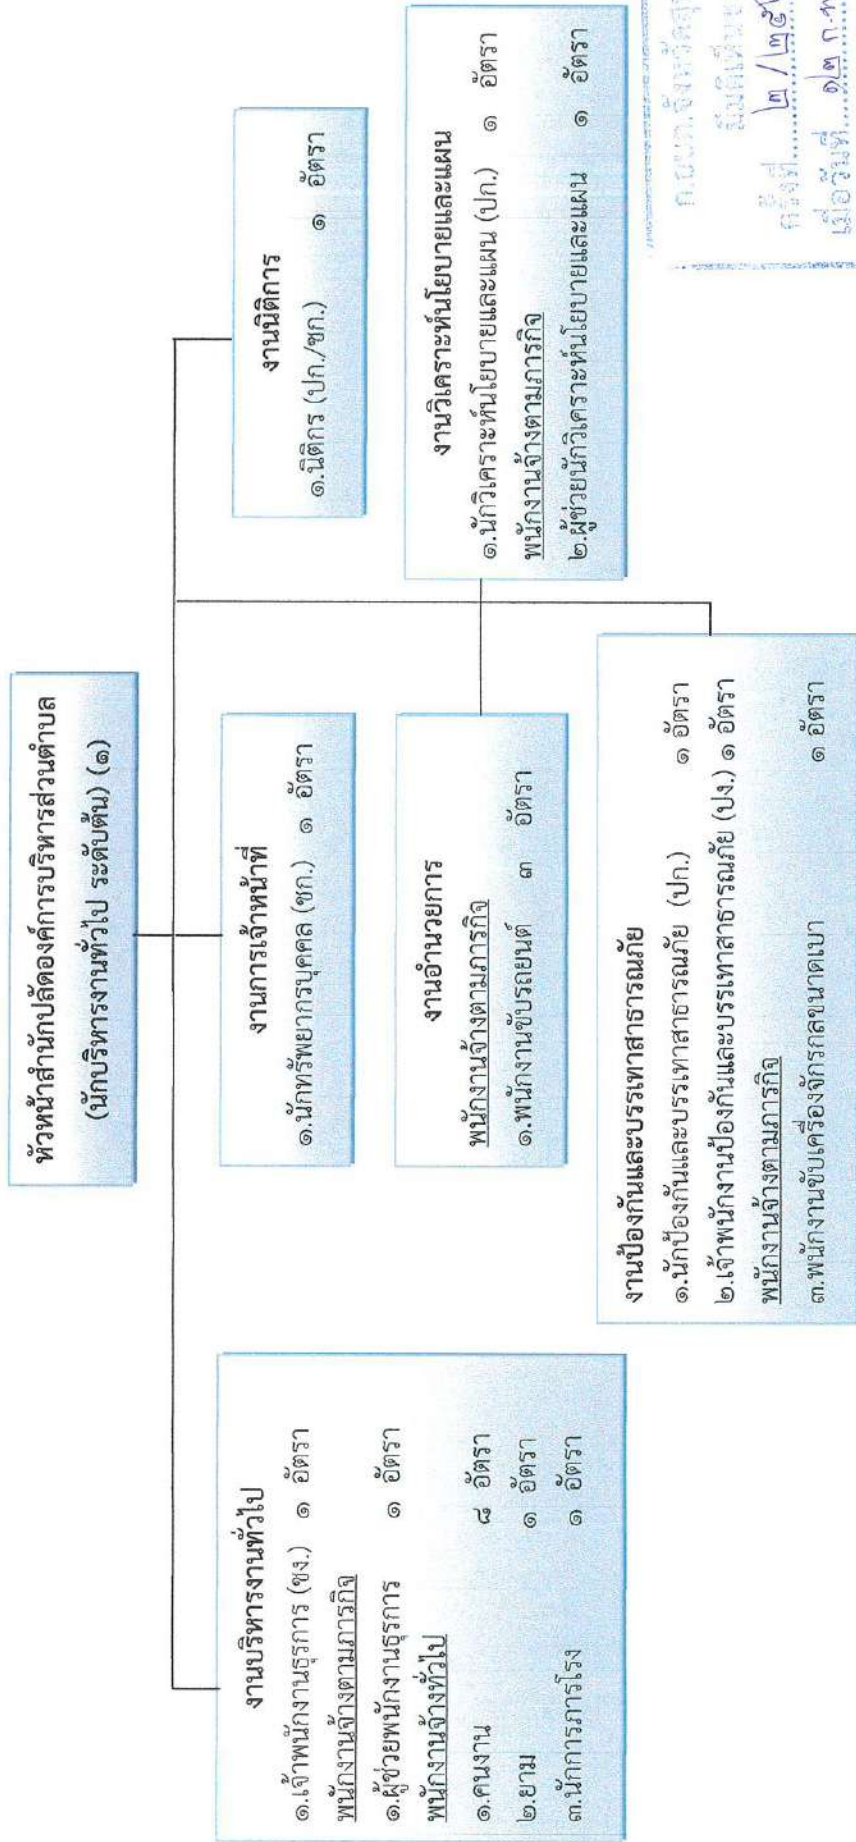 หัวหน้าสำนักปลัดองค์การบริหารส่วนตำบล
(นักบริหารงานทั่วไป ระดับต้น) (๑)
งานบริหารงานทั่วไป
๑.เจ้าพนักงานธุรการ (ชง.) ๑ อัตรา
พนักงานจ้างตามภารกิจ
๑.ผู้ช่วยพนักงานธุรการ ๑ อัตรา
พนักงานจ้างทั่วไป
๑.คนงาน ๘ อัตรา
๒.ยาม ๑ อัตรา
๓.นักการภารโรง ๑ อัตรา
งานการเจ้าหน้าที่
๑.นักทรัพยากรบุคคล (ชก.) ๑ อัตรา
งานนิติการ
๑.นิติกร (ปก./ชก.) ๑ อัตรา
งานอำนวยการ
พนักงานจ้างตามภารกิจ
๑.พนักงานขับรถยนต์ ๓ อัตรา
งานวิเคราะห์นโยบายและแผน
๑.นักวิเคราะห์นโยบายและแผน (ปก.) ๑ อัตรา
พนักงานจ้างตามภารกิจ
๒.ผู้ช่วยนักวิเคราะห์นโยบายและแผน ๑ อัตรา
งานป้องกันและบรรเทาสาธารณภัย
๑.นักป้องกันและบรรเทาสาธารณภัย (ปก.) ๑ อัตรา
๒.เจ้าพนักงานป้องกันและบรรเทาสาธารณภัย (ปง.) ๑ อัตรา
พนักงานจ้างตามภารกิจ
๓.พนักงานขับเครื่องจักรกลขนาดเบา ๑ อัตรา
ครั้งที่ ๒/๒๕
เมื่อวันที่ ๑๒ ก.พ